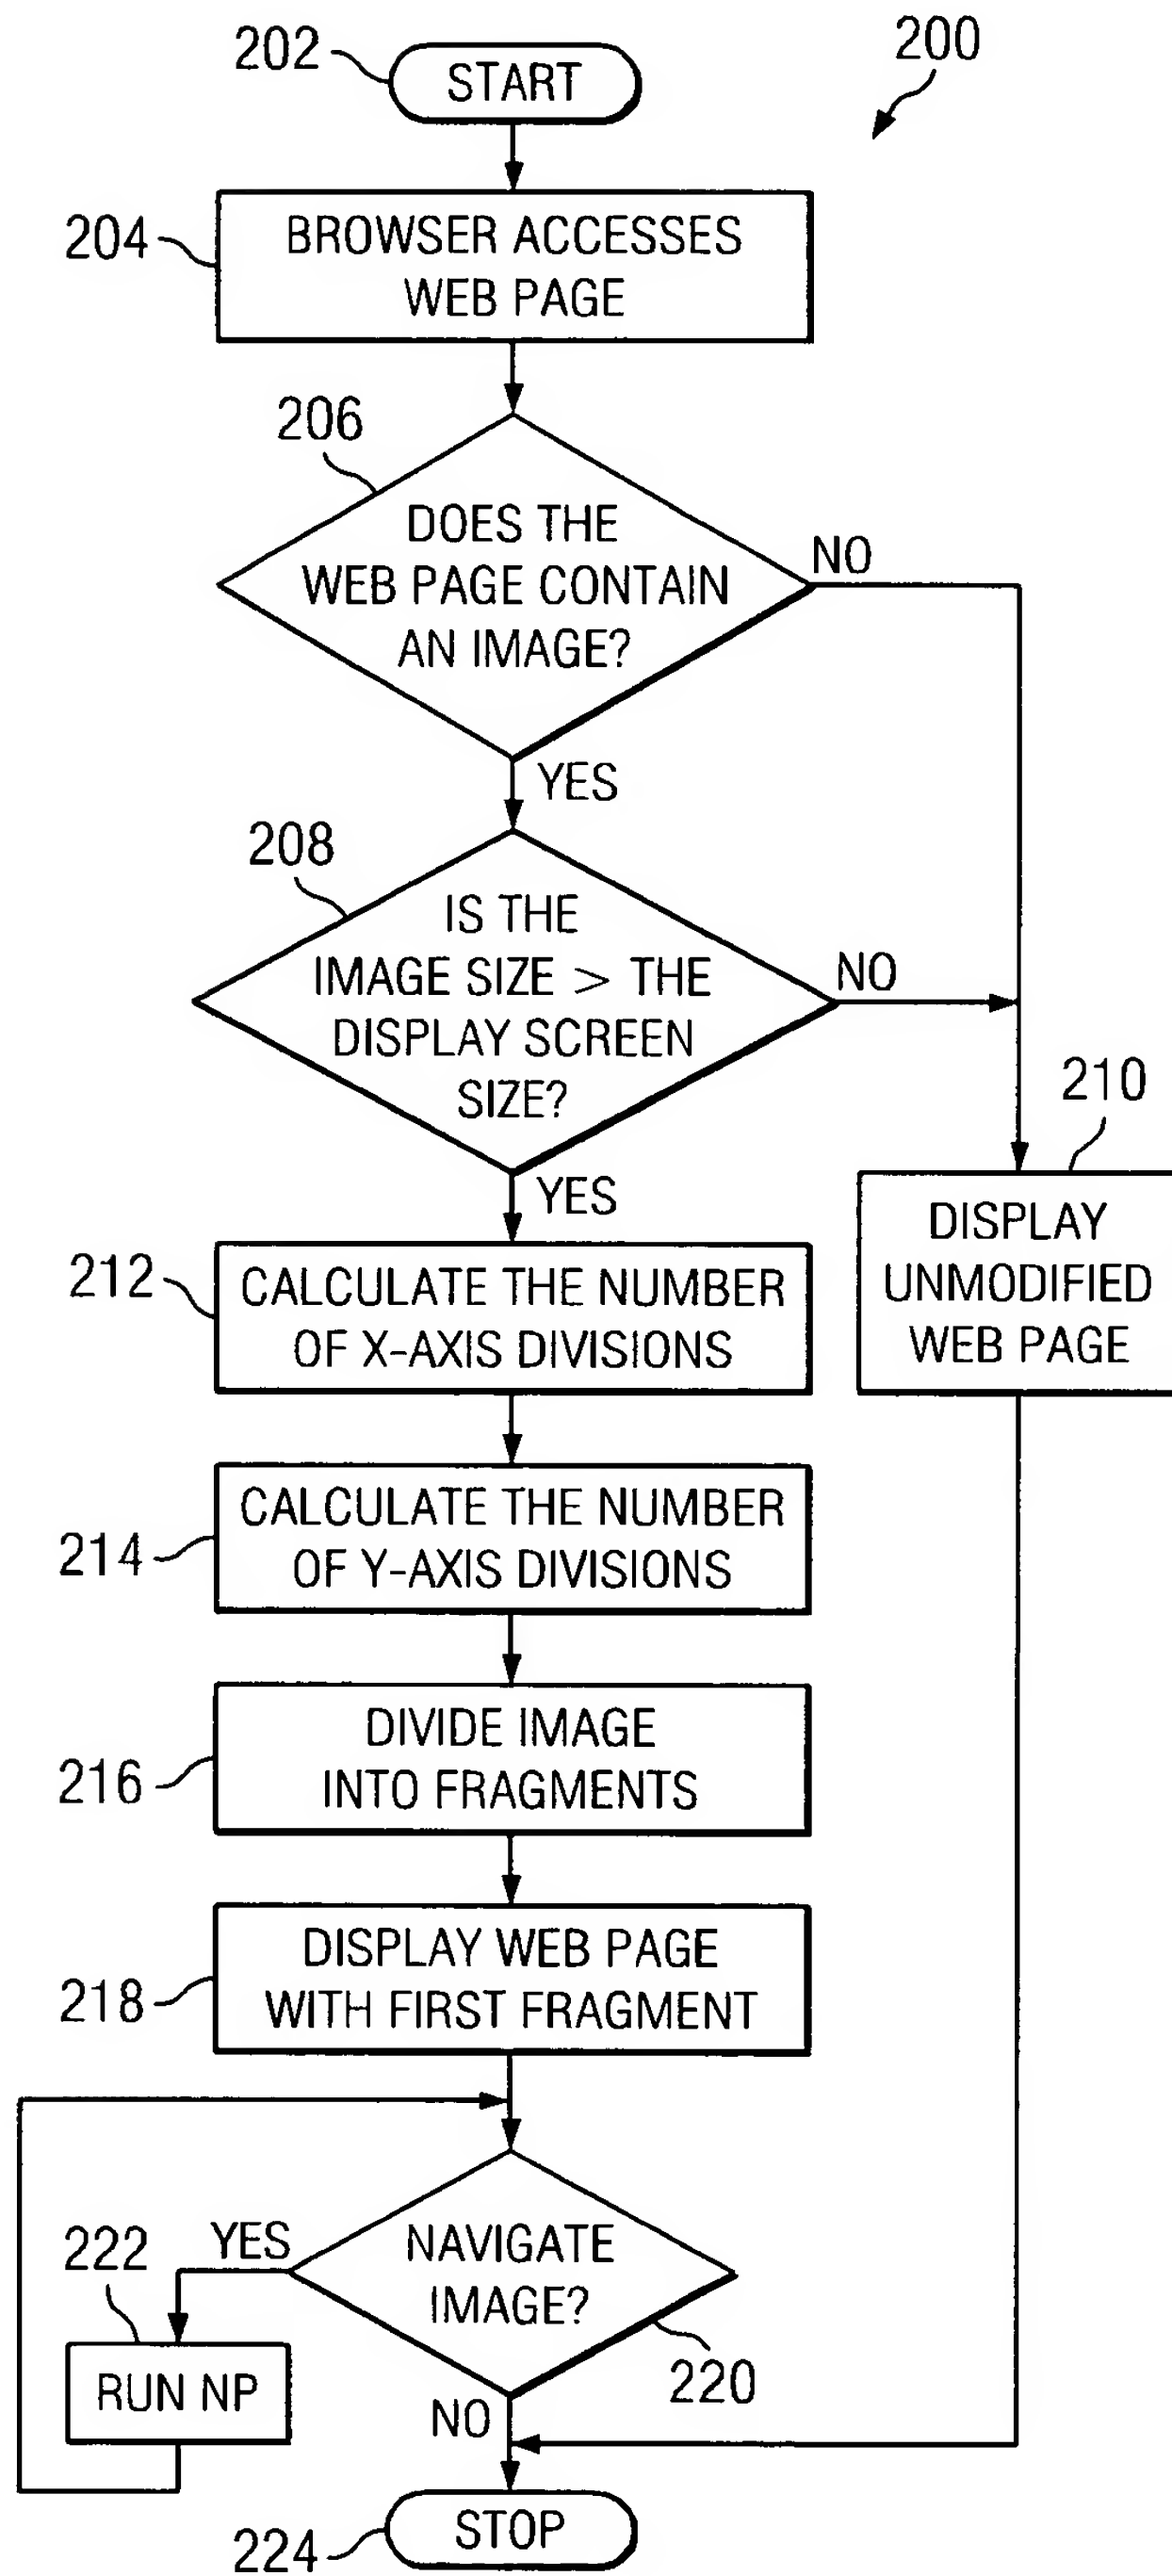 200
202
START
204
BROWSER ACCESSES
WEB PAGE
206
DOES THE
WEB PAGE CONTAIN
AN IMAGE?
NO
YES
208
IS THE
IMAGE SIZE > THE
DISPLAY SCREEN
SIZE?
NO
YES
210
DISPLAY
UNMODIFIED
WEB PAGE
212
CALCULATE THE NUMBER
OF X-AXIS DIVISIONS
214
CALCULATE THE NUMBER
OF Y-AXIS DIVISIONS
216
DIVIDE IMAGE
INTO FRAGMENTS
218
DISPLAY WEB PAGE
WITH FIRST FRAGMENT
222
YES
NAVIGATE
IMAGE?
220
RUN NP
NO
224
STOP